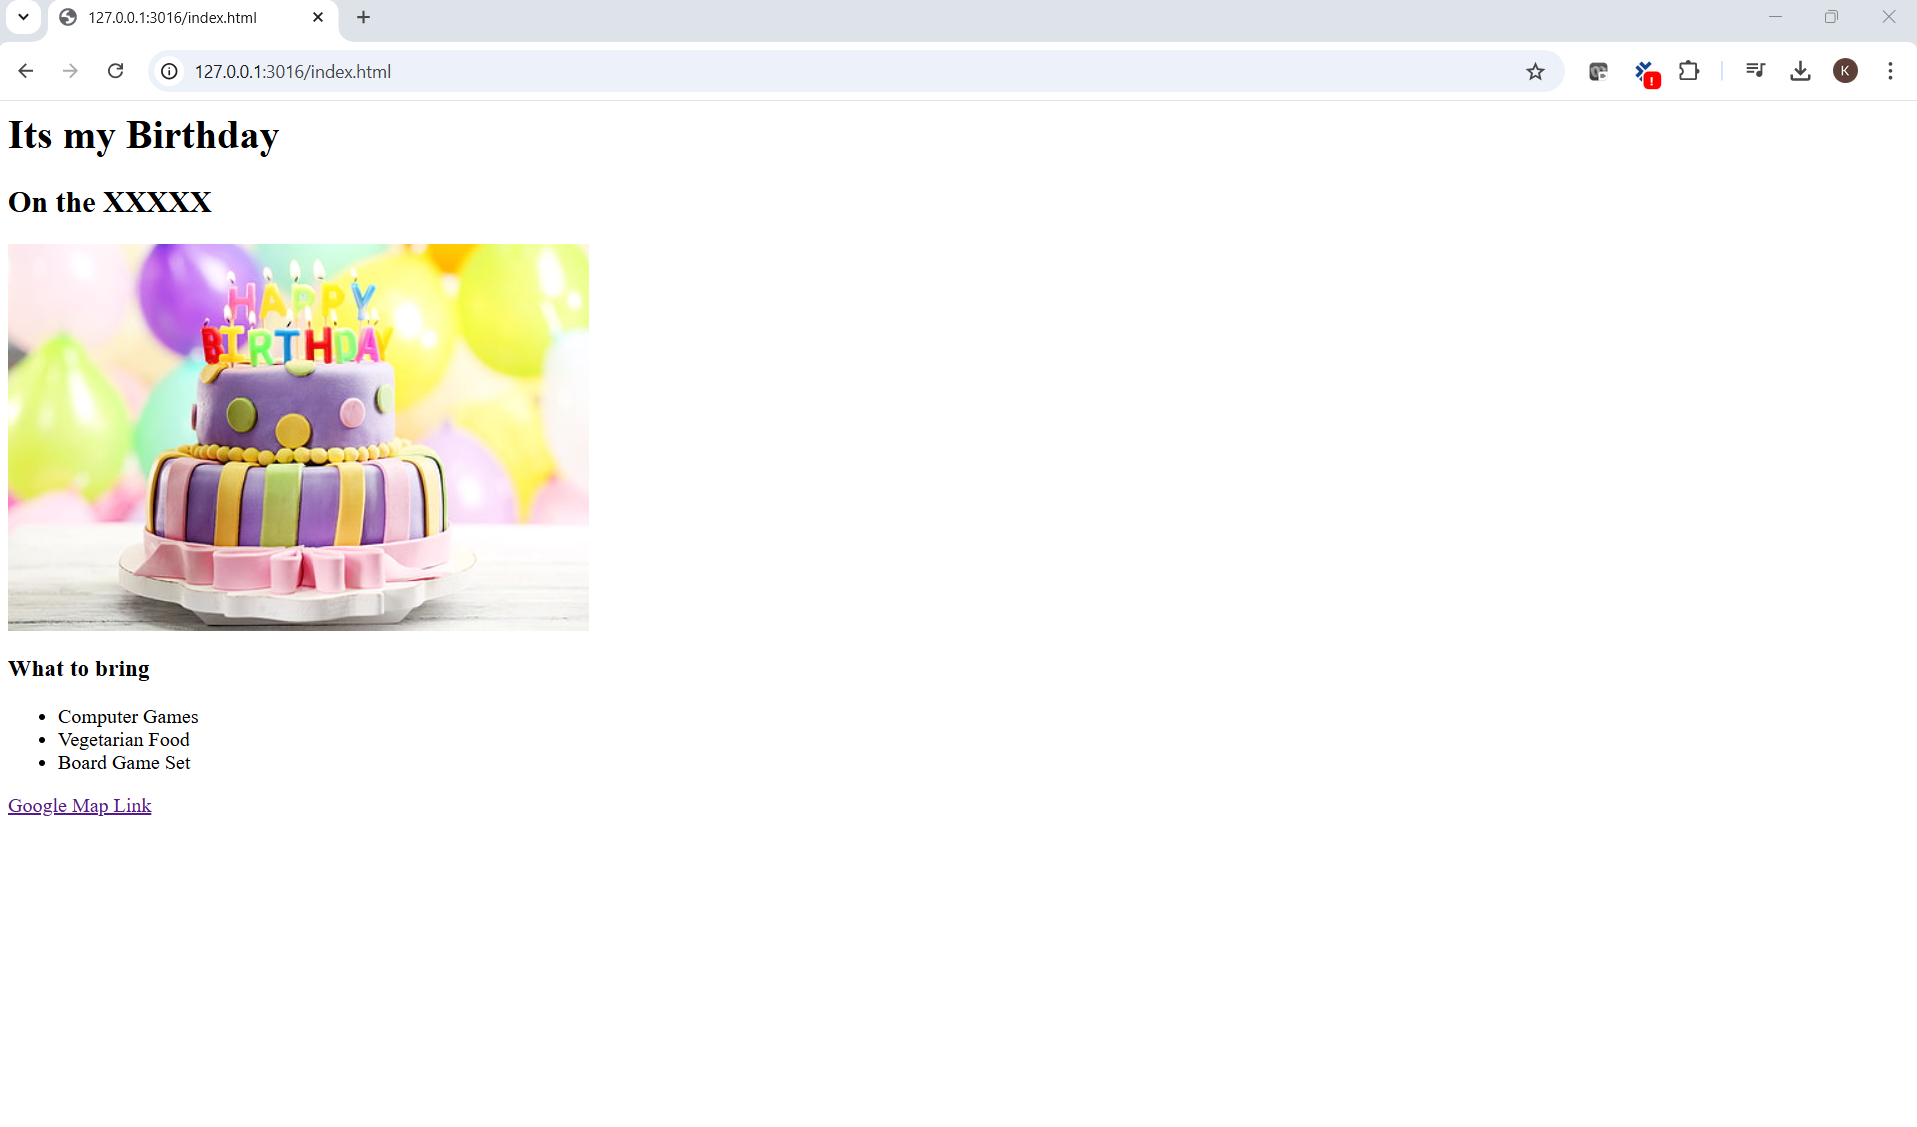 127.0.0.1:3016/index.html
127.0.0.1:3016/index.html
K
Its my Birthday
On the XXXXX
HAPPY
BIRTHDAY
What to bring
Computer Games
Vegetarian Food
Board Game Set
Google Map Link